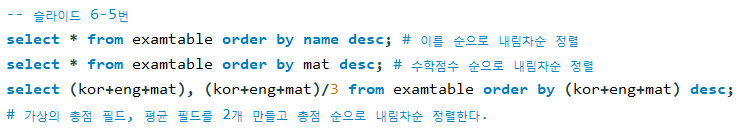 -- 슬라이드 6-5번
select * from examtable order by name desc; # 이름 순으로 내림차순 정렬
select * from examtable order by mat desc; # 수학점수 순으로 내림차순 정렬
select (kor+eng+mat), (kor+eng+mat)/3 from examtable order by (kor+eng+mat) desc;
# 가상의 총점 필드, 평균 필드를 2개 만들고 총점 순으로 내림차순 정렬한다.